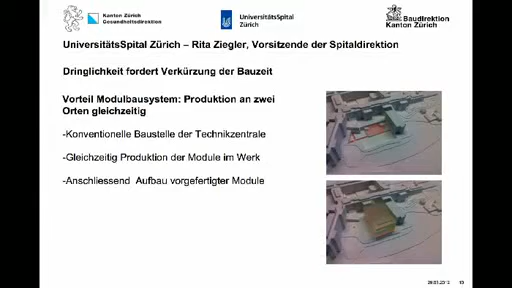 Kanton Zürich
Gesundheitsdirektion
UniversitätsSpital
Zürich
Baudirektion
Kanton Zürich
UniversitätsSpital Zürich – Rita Ziegler, Vorsitzende der Spitaldirektion
Dringlichkeit fordert Verkürzung der Bauzeit
Vorteil Modulbausystem: Produktion an zwei
Orten gleichzeitig
-Konventionelle Baustelle der Technikzentrale
-Gleichzeitig Produktion der Module im Werk
-Anschliessend Aufbau vorgefertigter Module